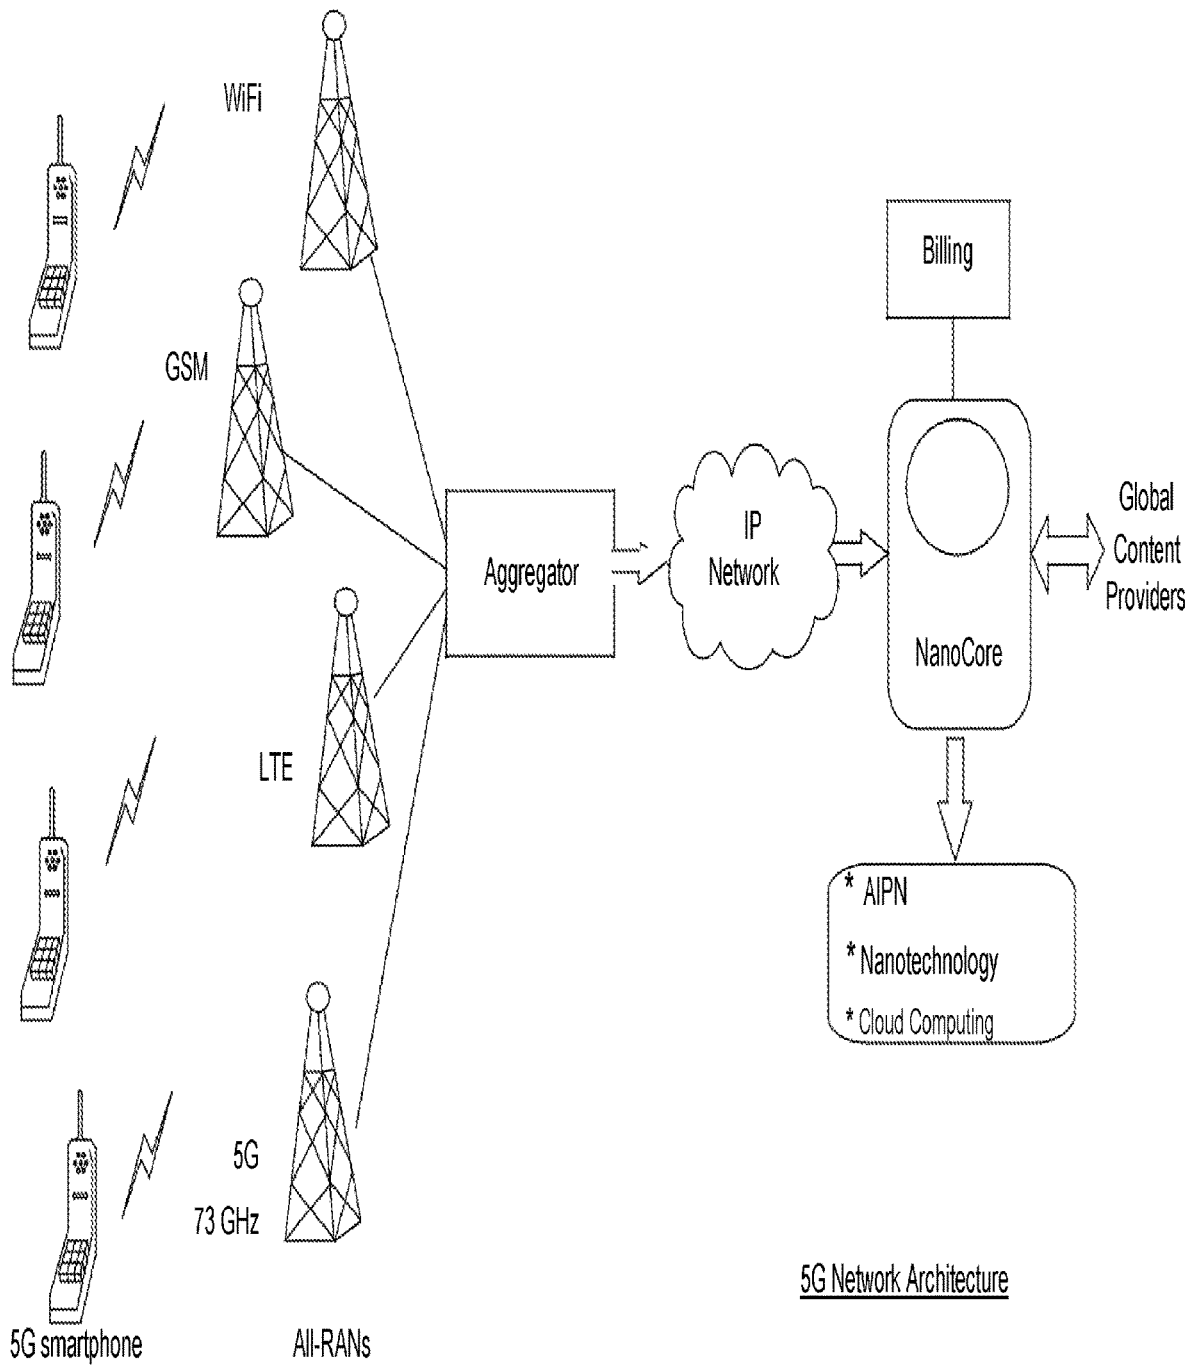 WiFi
GSM
LTE
5G
73 GHz
5G smartphone
All-RANs
Aggregator
IP
Network
Billing
NanoCore
Global
Content
Providers
* AIPN
* Nanotechnology
* Cloud Computing
5G Network Architecture